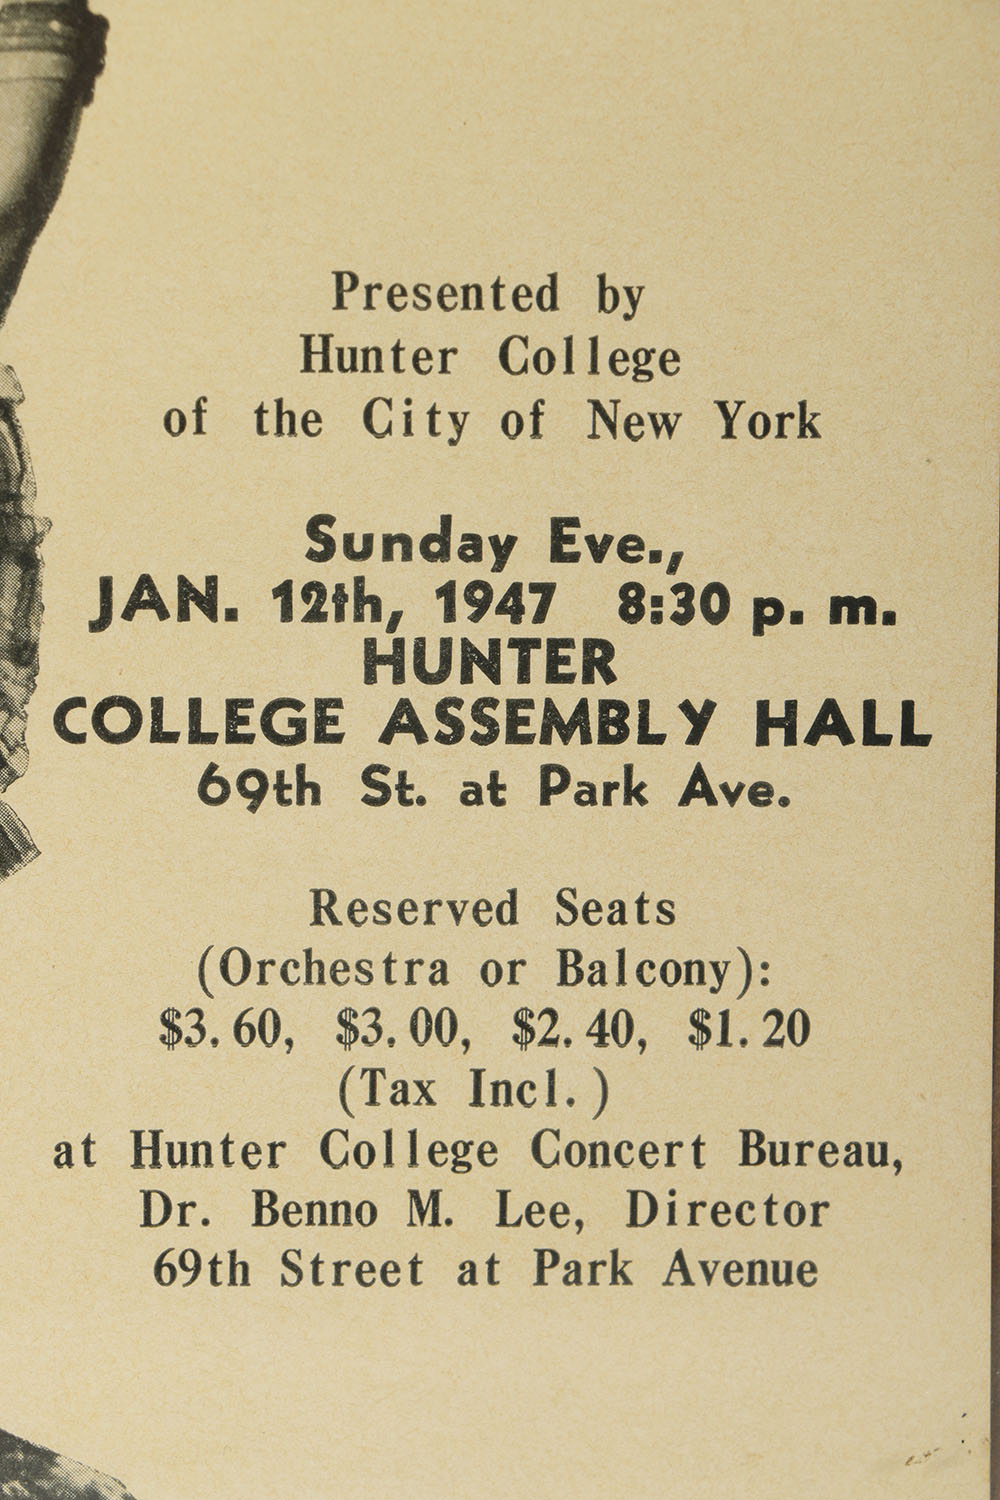 Presented by
Hunter College
of the City of New York
Sunday Eve.,
JAN. 12th, 1947 8:30 p. m.
HUNTER
COLLEGE ASSEMBLY HALL
69th St. at Park Ave.
Reserved Seats
(Orchestra or Balcony):
$3.60, $3.00, $2.40, $1.20
(Tax Incl.)
at Hunter College Concert Bureau,
Dr. Benno M. Lee, Director
69th Street at Park Avenue